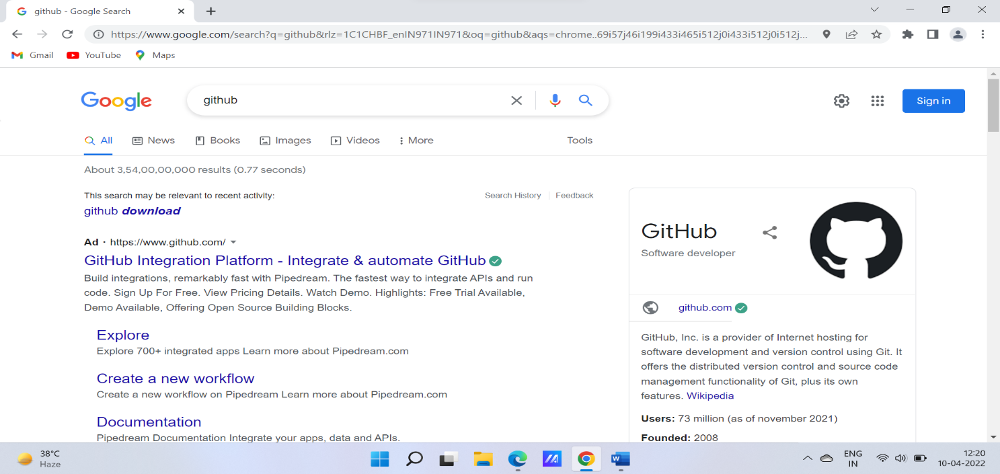 github - Google Search
https://www.google.com/search?q=github&rlz=1C1CHBF_enIN971IN971&oq=github&aqs=chrome..69i57j46i199i433i465i512j0i433i512j0i512j...
Gmail YouTube Maps
Google github Sign in
All News Books Images Videos More Tools
About 3,54,00,00,000 results (0.77 seconds)
This search may be relevant to recent activity: Search History Feedback
github download
Ad · https://www.github.com/
GitHub Integration Platform - Integrate & automate GitHub
Build integrations, remarkably fast with Pipedream. The fastest way to integrate APIs and run
code. Sign Up For Free. View Pricing Details. Watch Demo. Highlights: Free Trial Available,
Demo Available, Offering Open Source Building Blocks.
Explore
Explore 700+ integrated apps Learn more about Pipedream.com
Create a new workflow
Create a new workflow on Pipedream Learn more about Pipedream.com
Documentation
Pipedream Documentation Integrate your apps, data and APIs.
GitHub
Software developer
github.com
GitHub, Inc. is a provider of Internet hosting for
software development and version control using Git. It
offers the distributed version control and source code
management functionality of Git, plus its own
features. Wikipedia
Users: 73 million (as of november 2021)
Founded: 2008
38°C
Haze
W
ENG
IN
12:20
10-04-2022